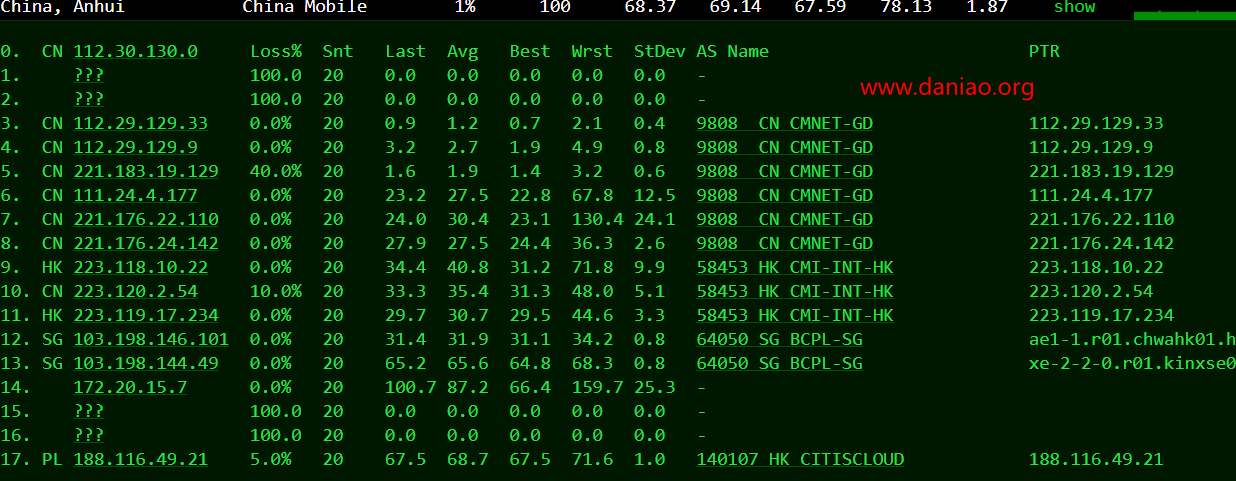 China, Anhui China Mobile 1% 100 68.37 69.14 67.59 78.13 1.87 show
0. CN 112.30.130.0 Loss% Snt Last Avg Best Wrst StDev AS Name PTR
1. ??? 100.0 20 0.0 0.0 0.0 0.0 0.0 -
www.daniao.org
2. ??? 100.0 20 0.0 0.0 0.0 0.0 0.0 -
3. CN 112.29.129.33 0.0% 20 0.9 1.2 0.7 2.1 0.4 9808 CN CMNET-GD 112.29.129.33
4. CN 112.29.129.9 0.0% 20 3.2 2.7 1.9 4.9 0.8 9808 CN CMNET-GD 112.29.129.9
5. CN 221.183.19.129 40.0% 20 1.6 1.9 1.4 3.2 0.6 9808 CN CMNET-GD 221.183.19.129
6. CN 111.24.4.177 0.0% 20 23.2 27.5 22.8 67.8 12.5 9808 CN CMNET-GD 111.24.4.177
7. CN 221.176.22.110 0.0% 20 24.0 30.4 23.1 130.4 24.1 9808 CN CMNET-GD 221.176.22.110
8. CN 221.176.24.142 0.0% 20 27.9 27.5 24.4 36.3 2.6 9808 CN CMNET-GD 221.176.24.142
9. HK 223.118.10.22 0.0% 20 34.4 40.8 31.2 71.8 9.9 58453 HK CMI-INT-HK 223.118.10.22
10. CN 223.120.2.54 10.0% 20 33.3 35.4 31.3 48.0 5.1 58453 HK CMI-INT-HK 223.120.2.54
11. HK 223.119.17.234 0.0% 20 29.7 30.7 29.5 44.6 3.3 58453 HK CMI-INT-HK 223.119.17.234
12. SG 103.198.146.101 0.0% 20 31.4 31.9 31.1 34.2 0.8 64050 SG BCPL-SG ae1-1.r01.chwahk01.h
13. SG 103.198.144.49 0.0% 20 65.2 65.6 64.8 68.3 0.8 64050 SG BCPL-SG xe-2-2-0.r01.kinxse0
14. 172.20.15.7 0.0% 20 100.7 87.2 66.4 159.7 25.3 -
15. ??? 100.0 20 0.0 0.0 0.0 0.0 0.0 -
16. ??? 100.0 20 0.0 0.0 0.0 0.0 0.0 -
17. PL 188.116.49.21 5.0% 20 67.5 68.7 67.5 71.6 1.0 140107 HK CITISCLOUD 188.116.49.21